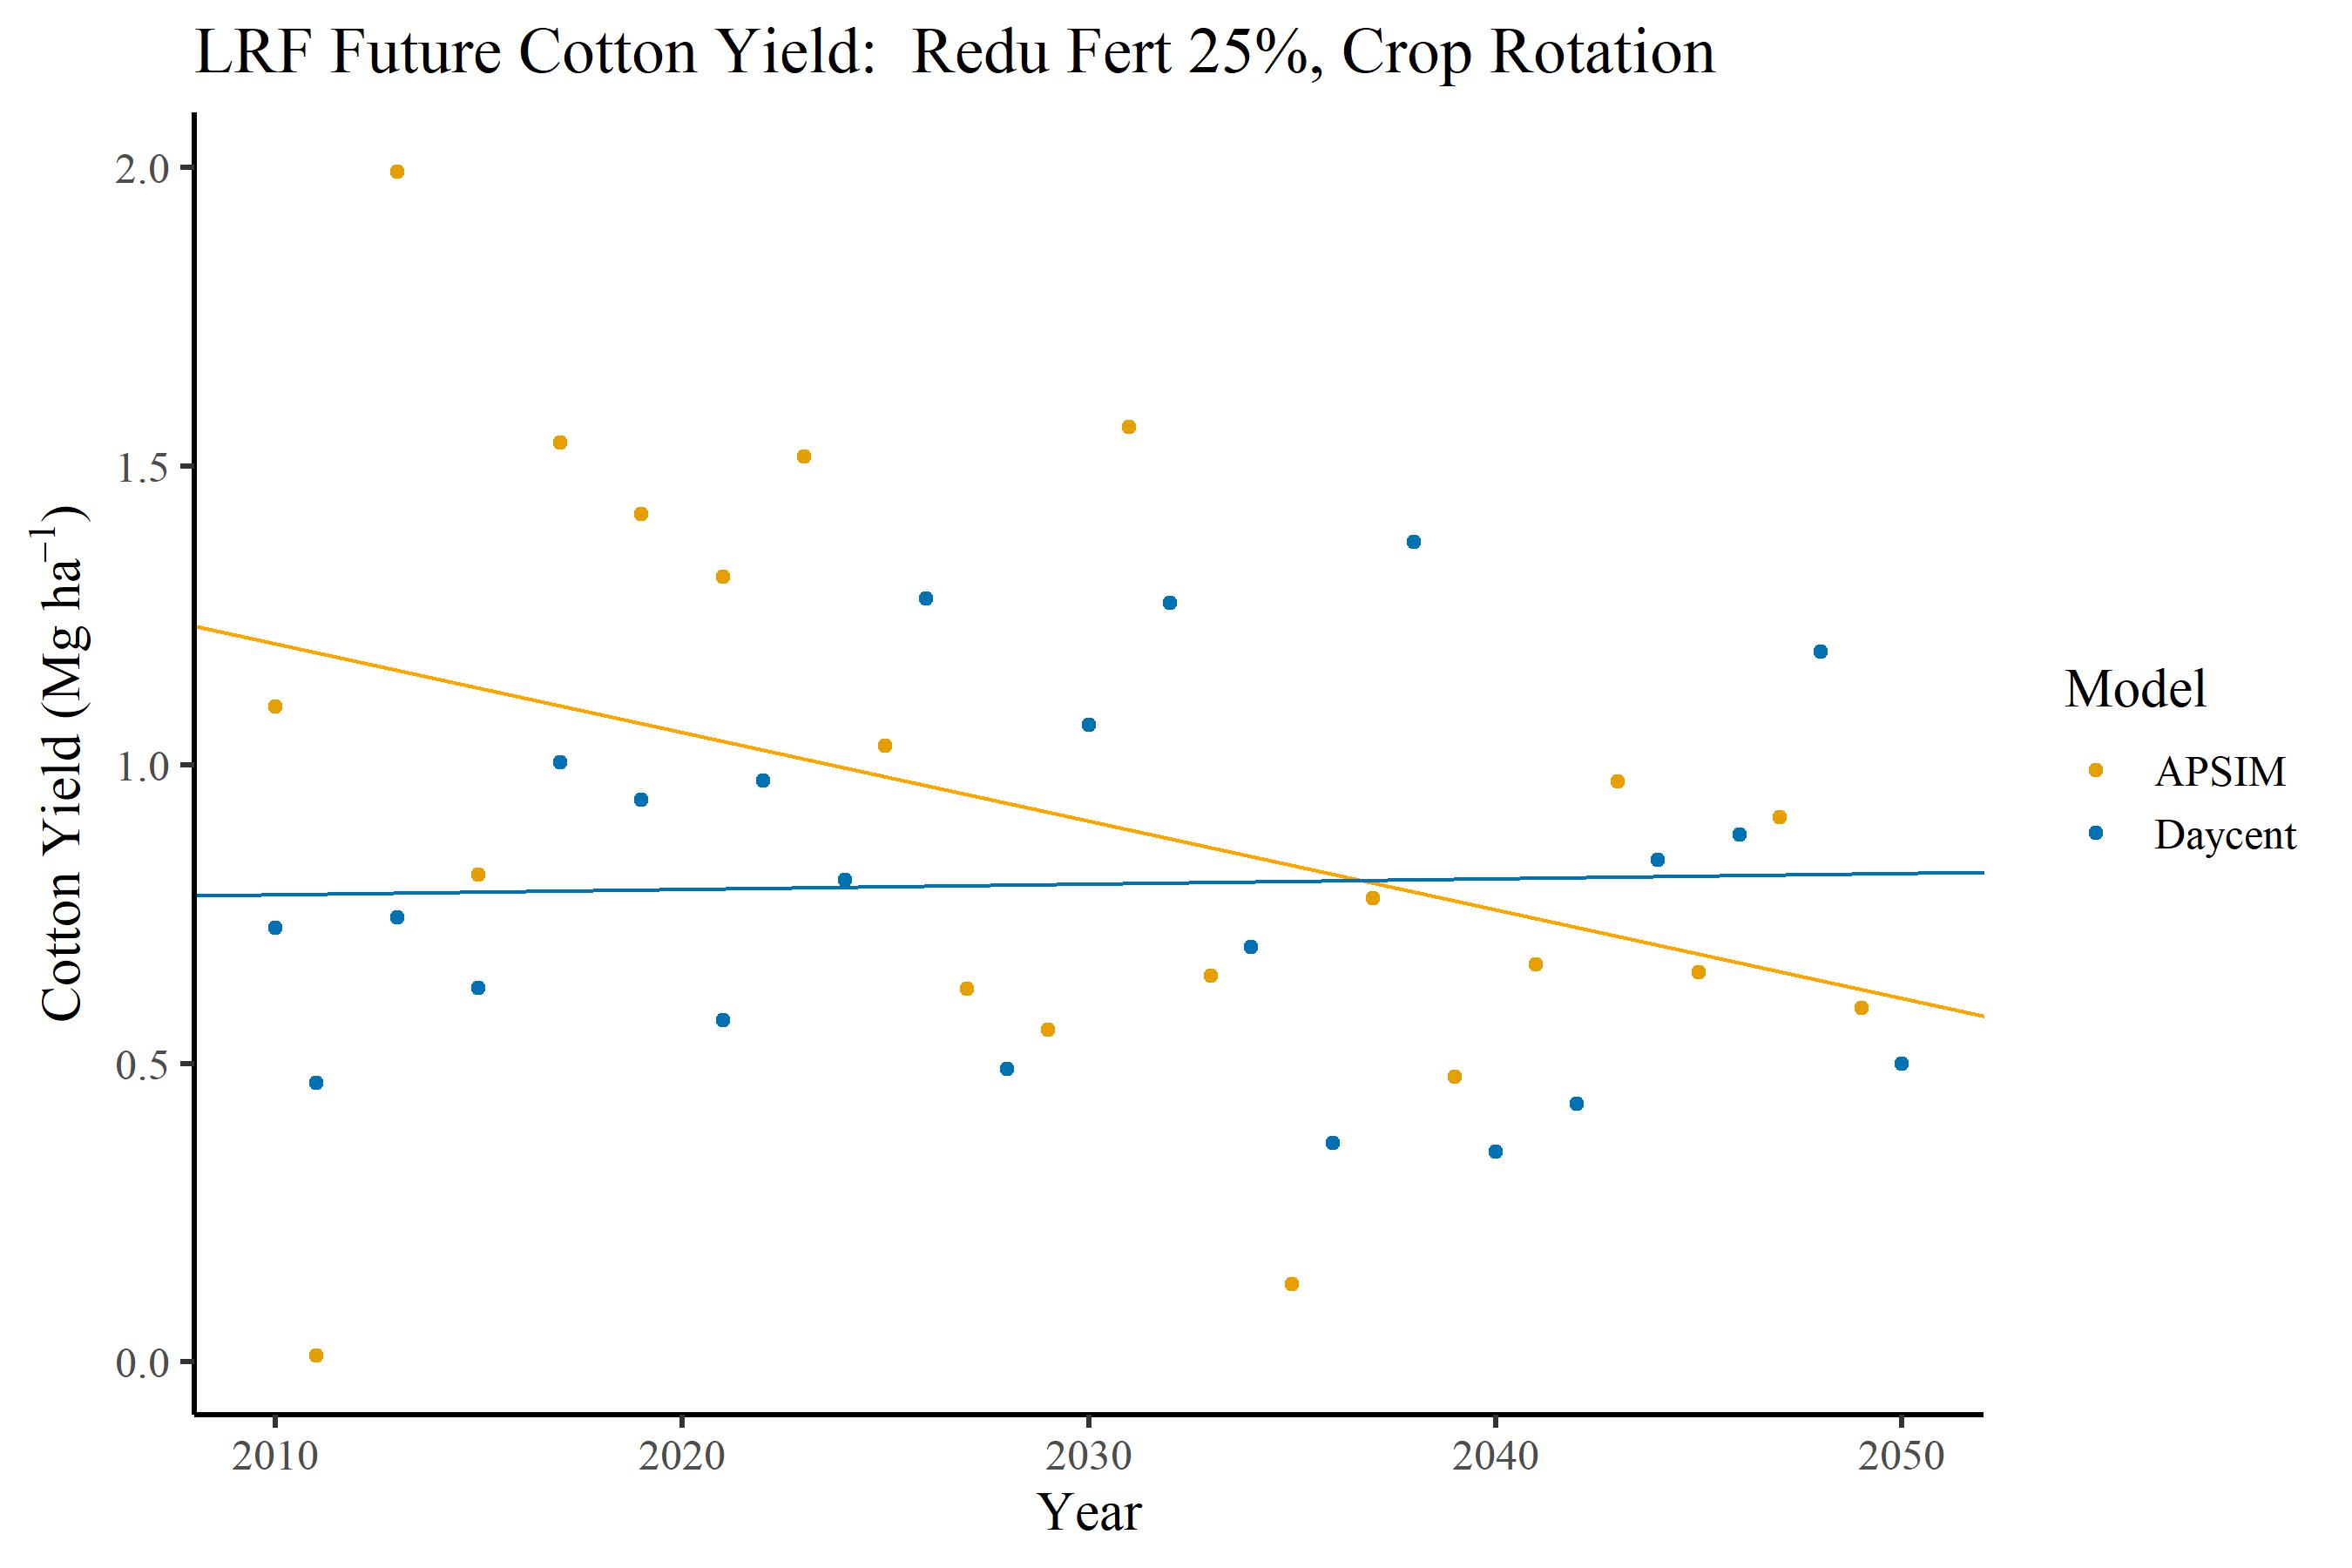 LRF Future Cotton Yield:  Redu Fert 25%, Crop Rotation
Cotton Yield (Mg ha⁻¹)
2.0
1.5
1.0
0.5
0.0
2010 2020 2030 2040 2050
Year
Model
APSIM
Daycent